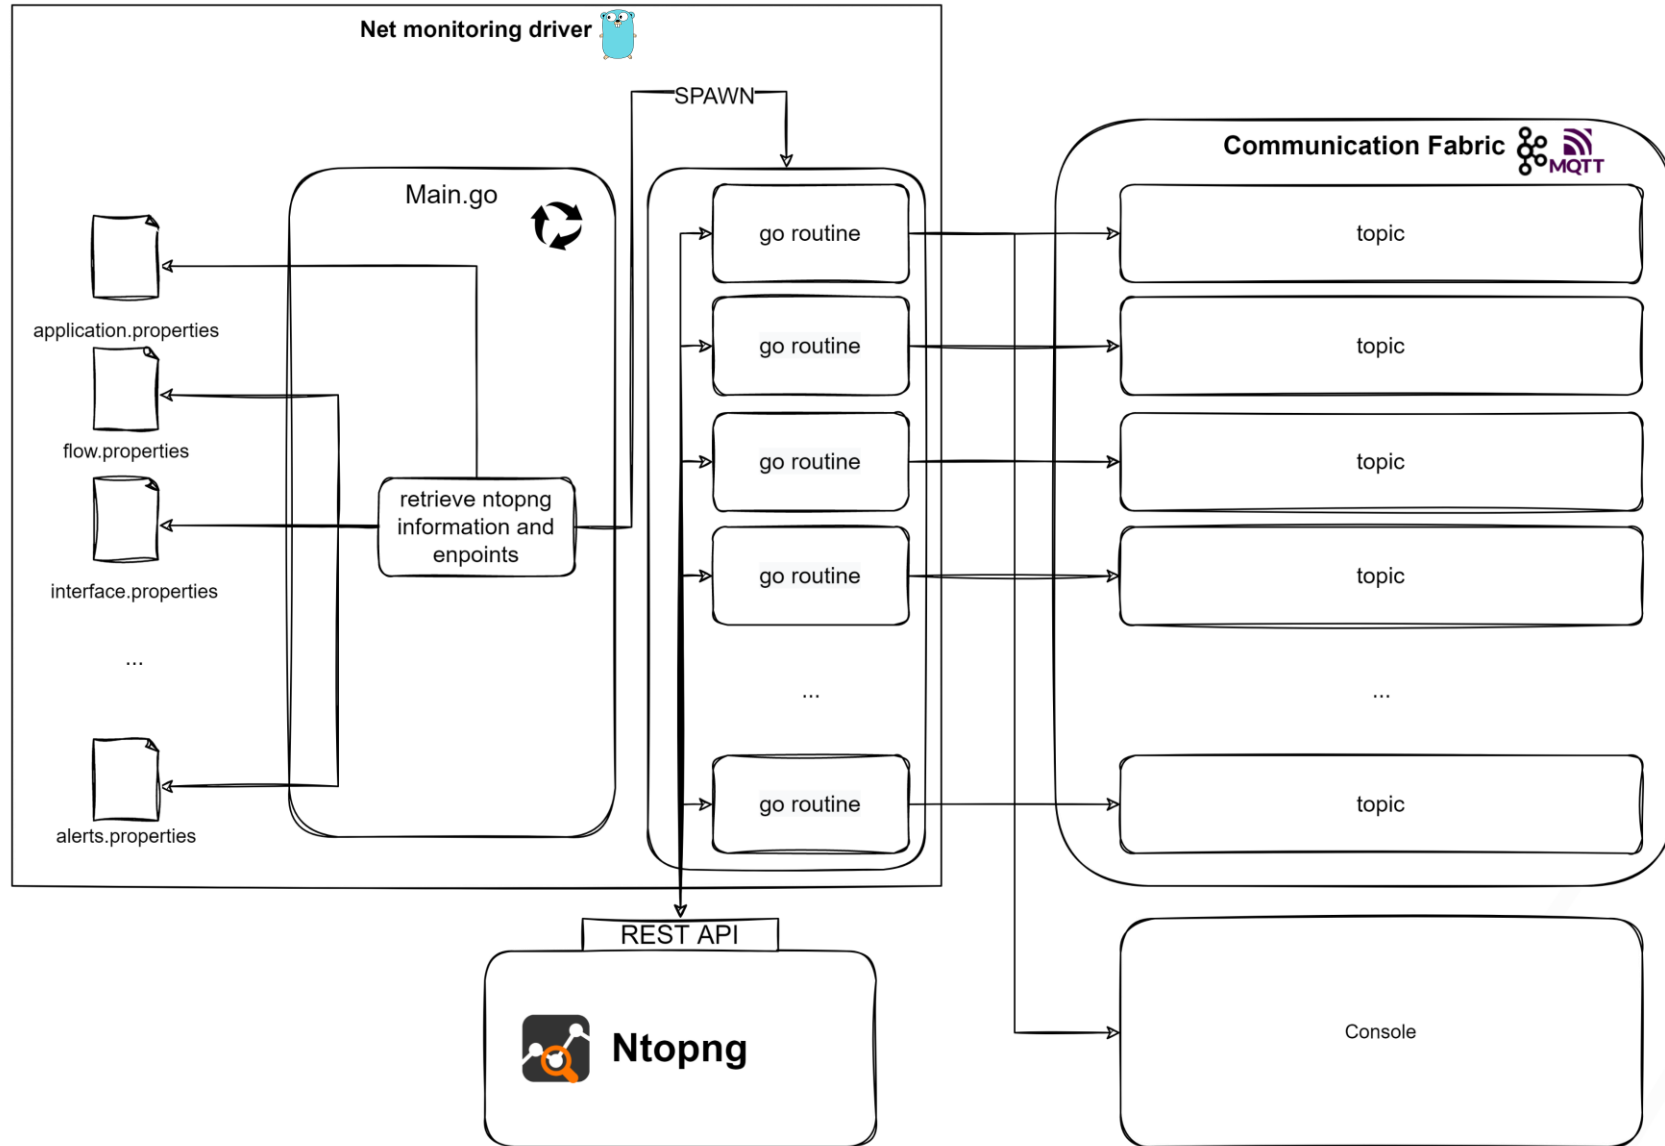 Net monitoring driver
SPAWN
Communication Fabric
MQTT
Main.go
application.properties
flow.properties
interface.properties
...
alerts.properties
retrieve ntopng
information and
enpoints
go routine
go routine
go routine
go routine
...
go routine
topic
topic
topic
topic
...
topic
REST API
Ntopng
Console